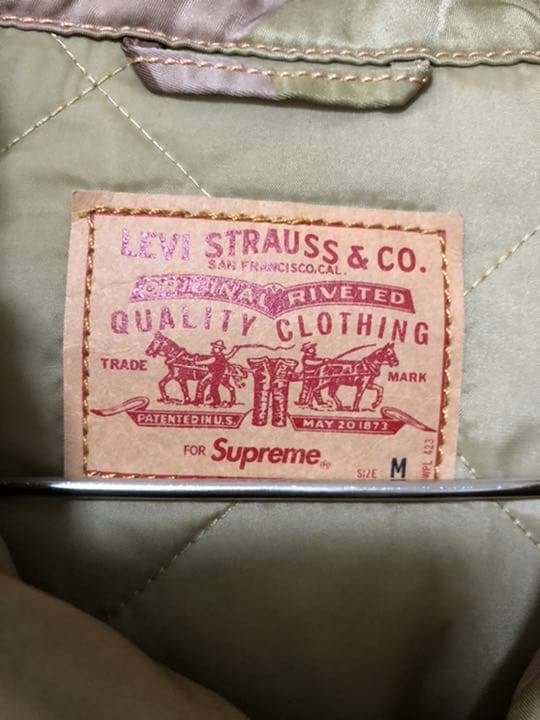 LEVI STRAUSS & CO.
SAN FRANCISCO, CAL.
ORIGINAL RIVETED
QUALITY CLOTHING
TRADE MARK
PATENTED IN U.S. MAY 20 1873
FOR Supreme®
SIZE M
WPL 423